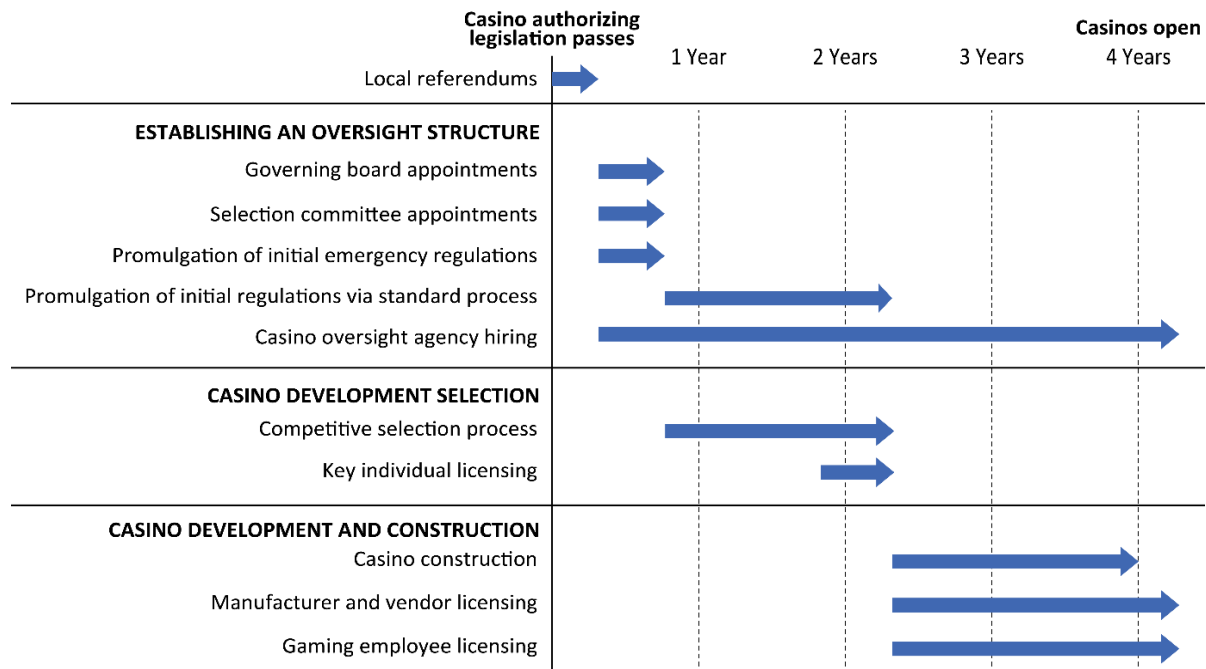 Casino authorizing
legislation passes
Casinos open
1 Year
2 Years
3 Years
4 Years
Local referendums
ESTABLISHING AN OVERSIGHT STRUCTURE
Governing board appointments
Selection committee appointments
Promulgation of initial emergency regulations
Promulgation of initial regulations via standard process
Casino oversight agency hiring
CASINO DEVELOPMENT SELECTION
Competitive selection process
Key individual licensing
CASINO DEVELOPMENT AND CONSTRUCTION
Casino construction
Manufacturer and vendor licensing
Gaming employee licensing